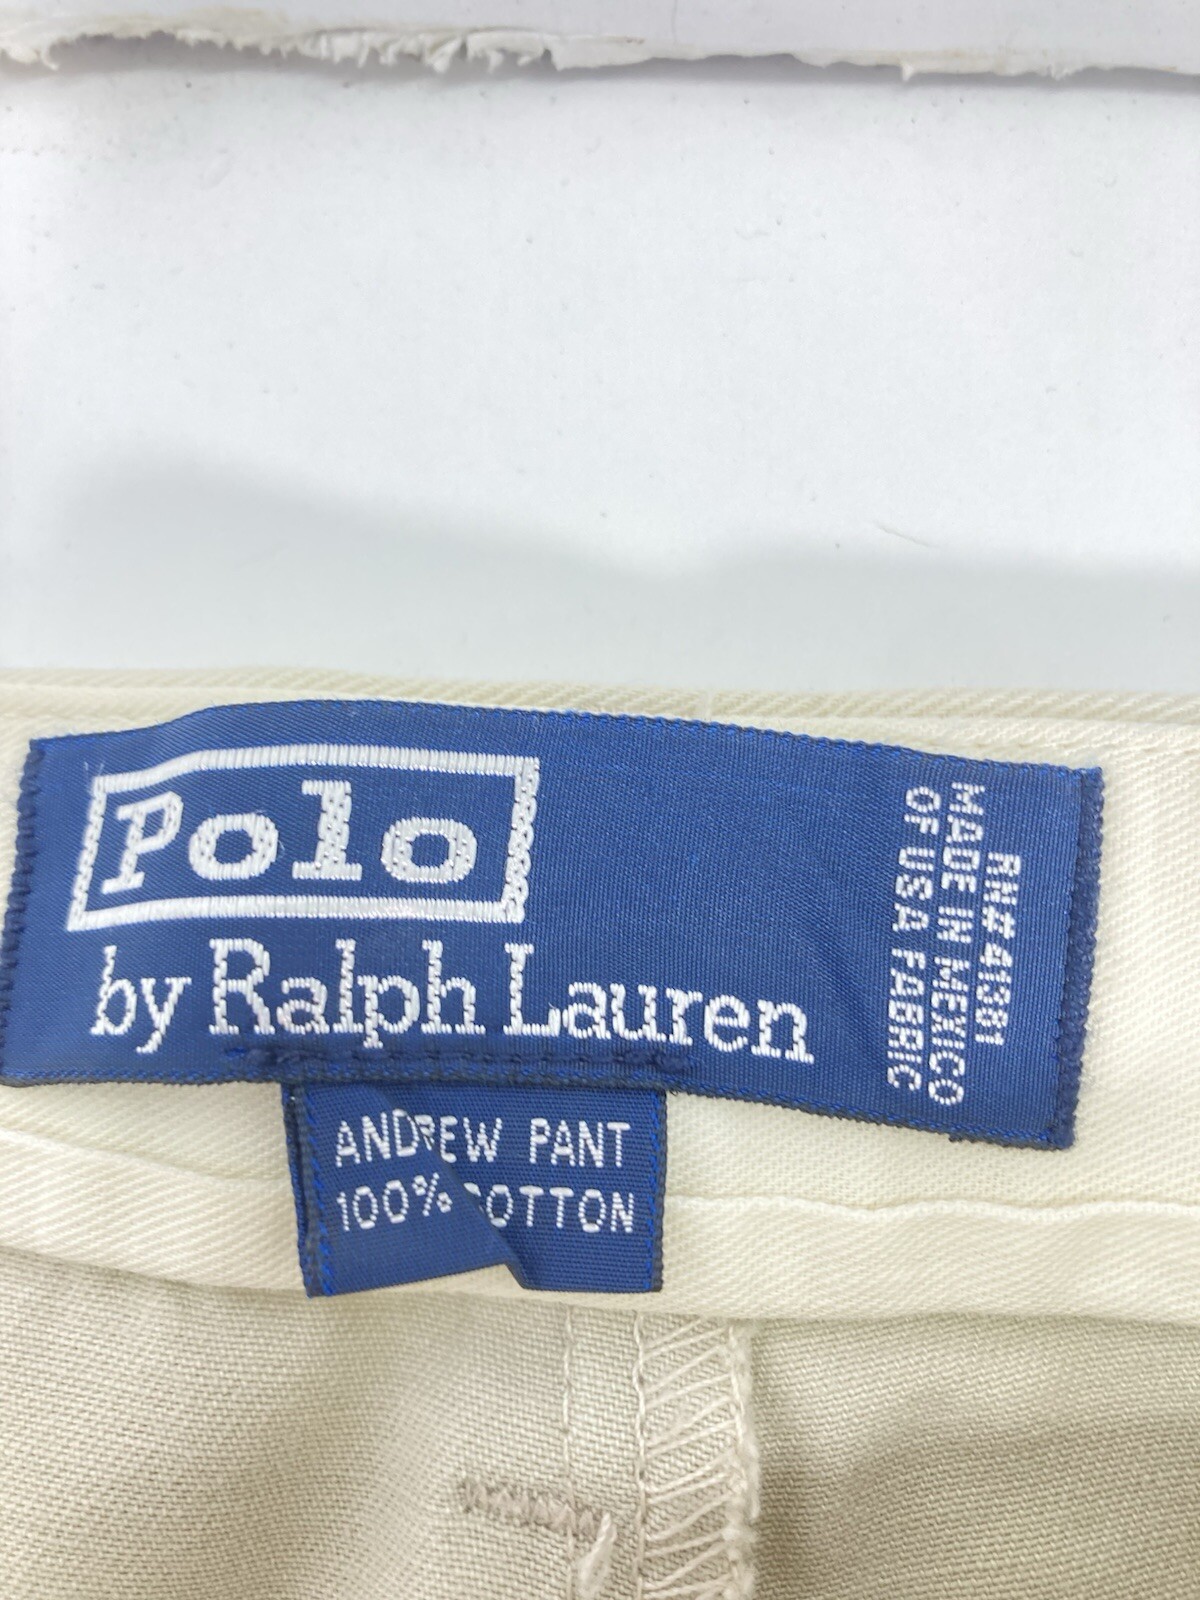 Polo
by Ralph Lauren
RN#41381
MADE IN MEXICO
OF USA FABRIC
ANDREW PANT
100% COTTON